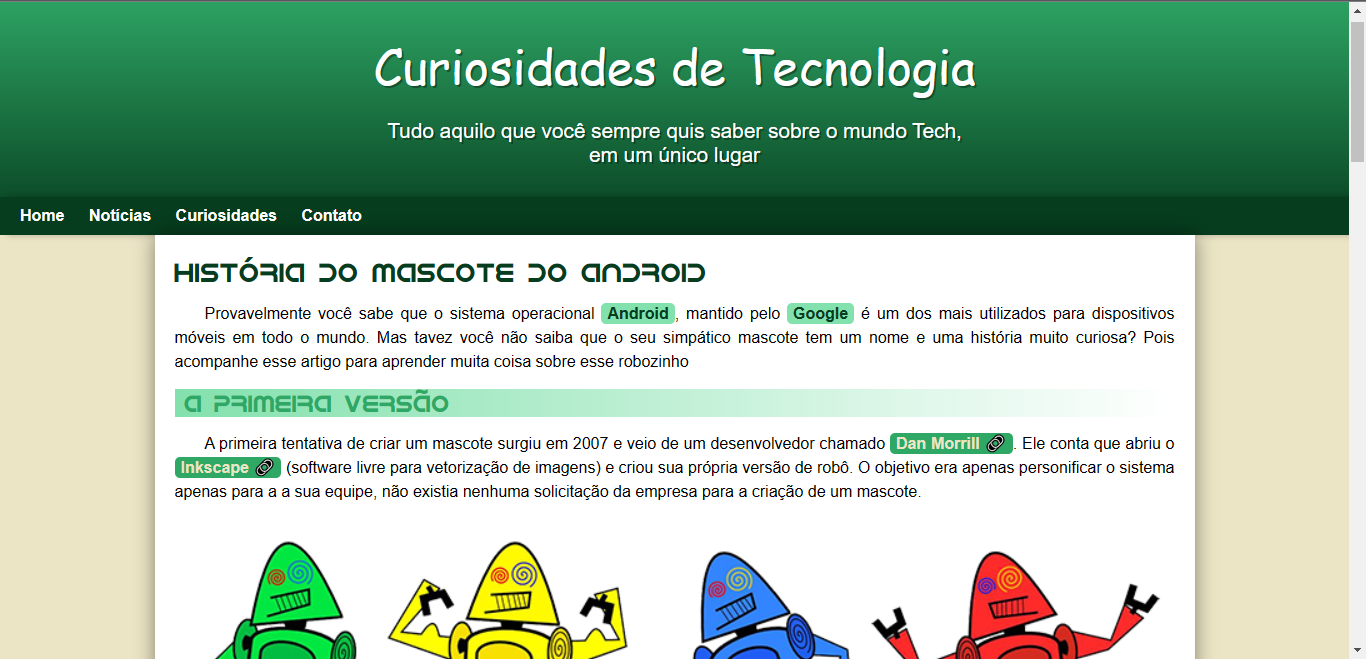 Curiosidades de Tecnologia
Tudo aquilo que você sempre quis saber sobre o mundo Tech,
em um único lugar
Home Notícias Curiosidades Contato
História do Mascote do Android
Provavelmente você sabe que o sistema operacional Android, mantido pelo Google é um dos mais utilizados para dispositivos
móveis em todo o mundo. Mas tavez você não saiba que o seu simpático mascote tem um nome e uma história muito curiosa? Pois
acompanhe esse artigo para aprender muita coisa sobre esse robozinho
A primeira versão
A primeira tentativa de criar um mascote surgiu em 2007 e veio de um desenvolvedor chamado Dan Morrill. Ele conta que abriu o
Inkscape (software livre para vetorização de imagens) e criou sua própria versão de robô. O objetivo era apenas personificar o sistema
apenas para a a sua equipe, não existia nenhuma solicitação da empresa para a criação de um mascote.